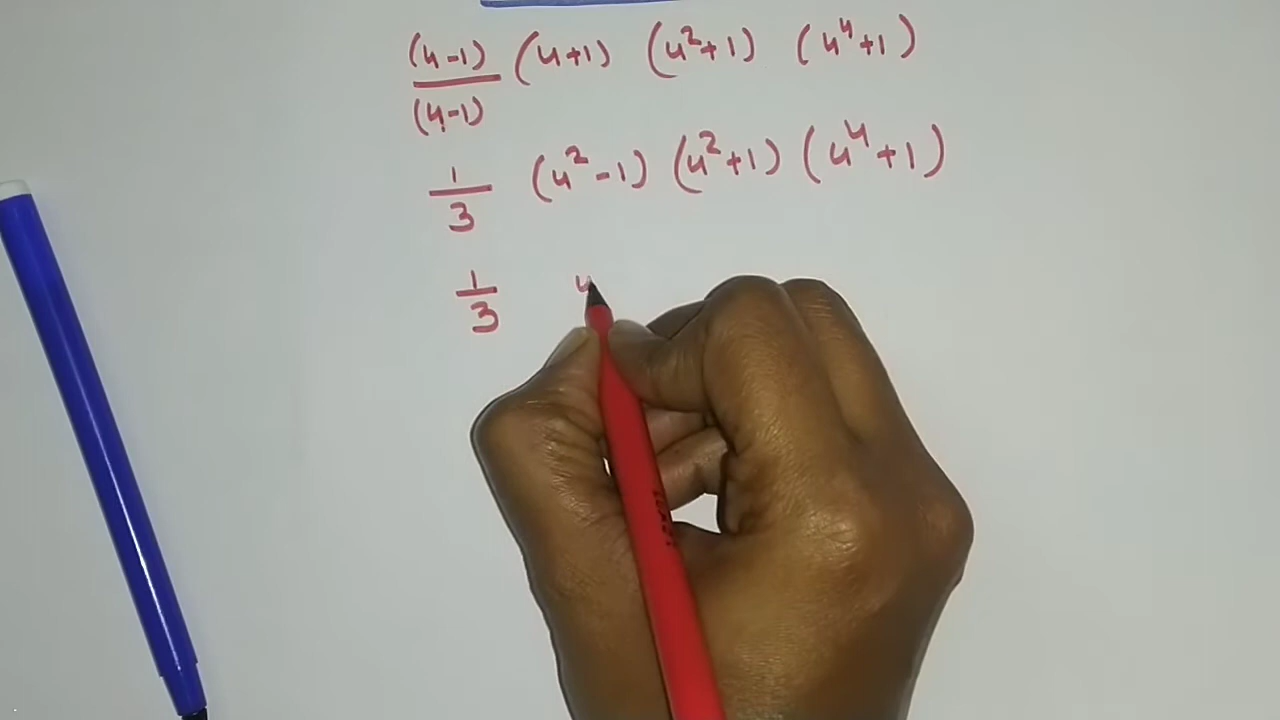 (4-1)/(4-1) (4+1) (4²+1) (4⁴+1)
1/3 (4²-1) (4²+1) (4⁴+1)
1/3 4